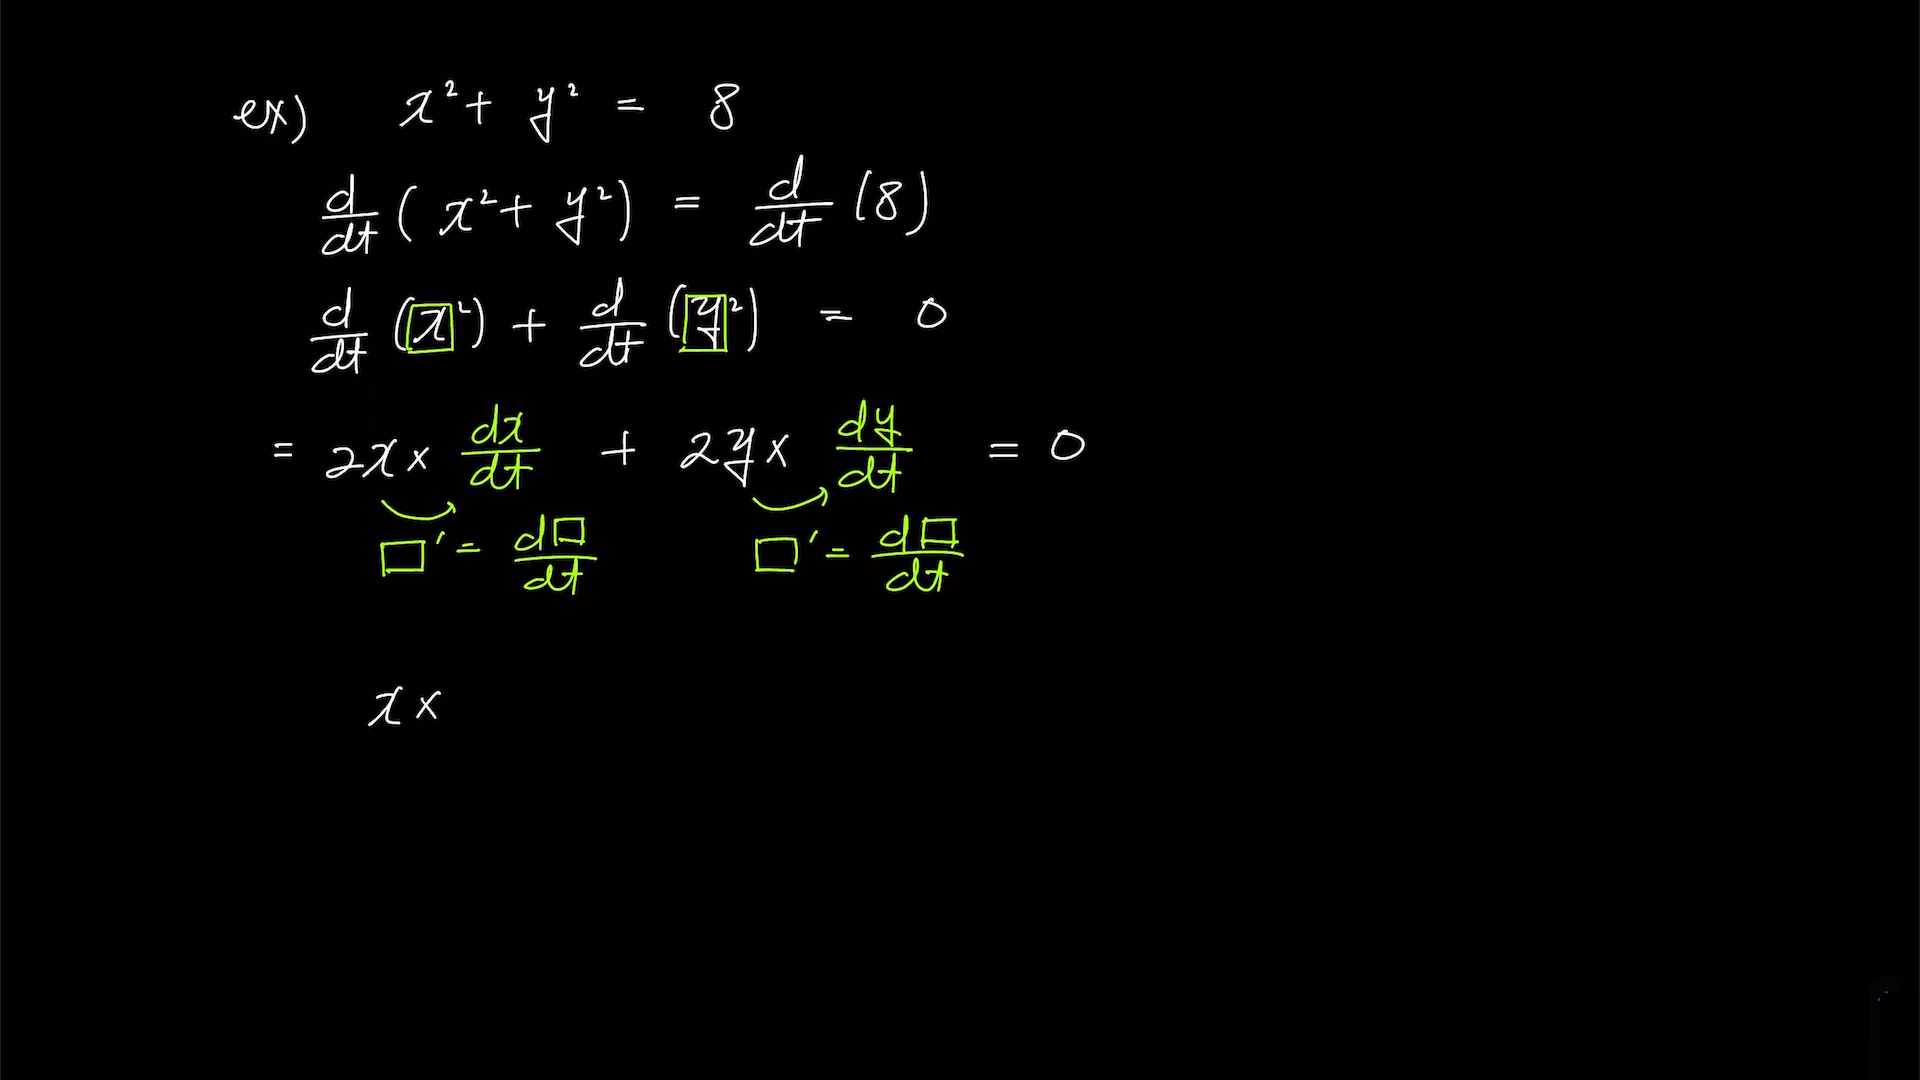 ex) x² + y² = 8
d/dt (x² + y²) = d/dt (8)
d/dt (x²) + d/dt (y²) = 0
= 2x × dx/dt + 2y × dy/dt = 0
□' = d□/dt □' = d□/dt
x ×